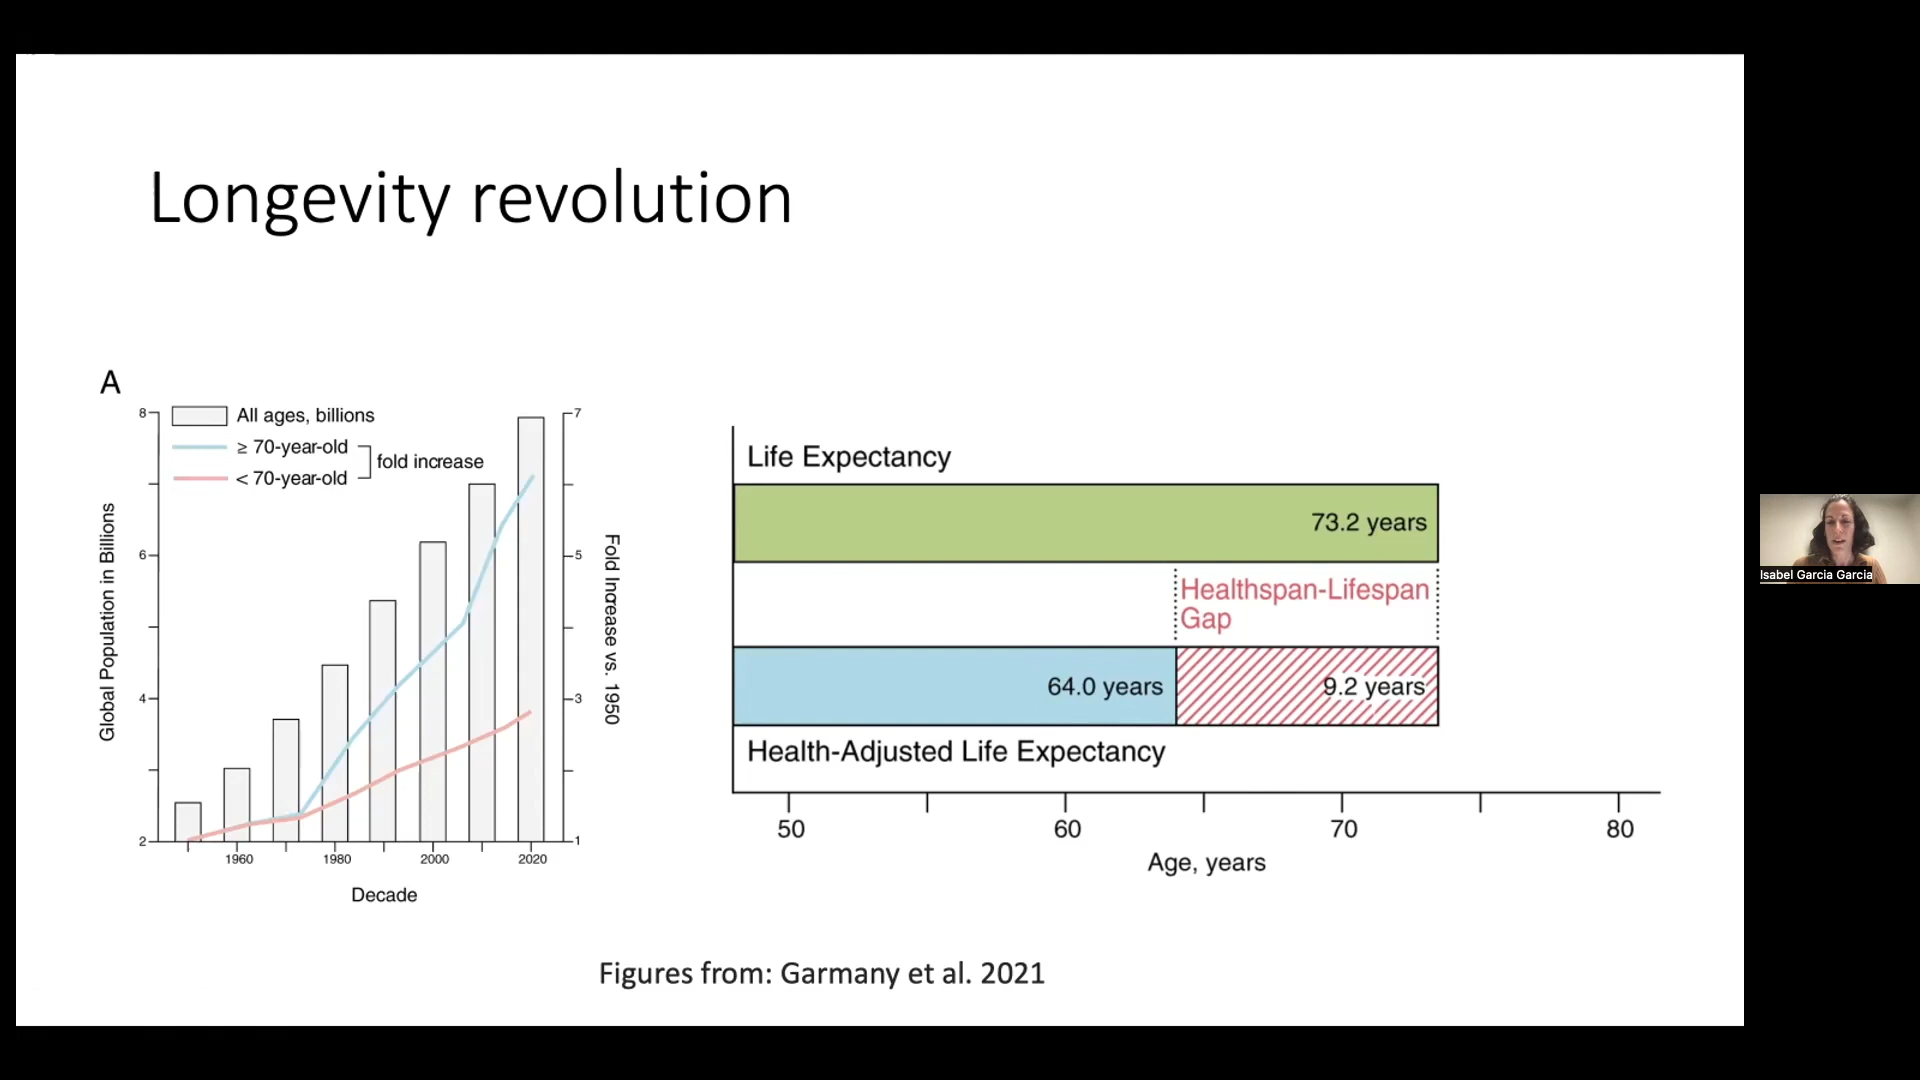 Longevity revolution
A
All ages, billions
≥ 70-year-old
< 70-year-old
fold increase
Global Population in Billions
8
6
4
2
7
5
3
1
Fold Increase vs. 1950
1960
1980
2000
2020
Decade
Life Expectancy
73.2 years
Healthspan-Lifespan
Gap
64.0 years
9.2 years
Health-Adjusted Life Expectancy
50
60
70
80
Age, years
Figures from: Garmany et al. 2021
Isabel Garcia Garcia